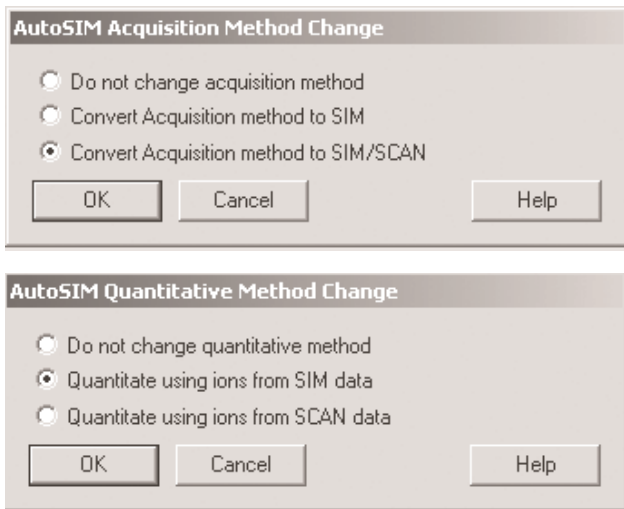 AutoSIM Acquisition Method Change
Do not change acquisition method
Convert Acquisition method to SIM
Convert Acquisition method to SIM/SCAN
OK Cancel Help
AutoSIM Quantitative Method Change
Do not change quantitative method
Quantitate using ions from SIM data
Quantitate using ions from SCAN data
OK Cancel Help